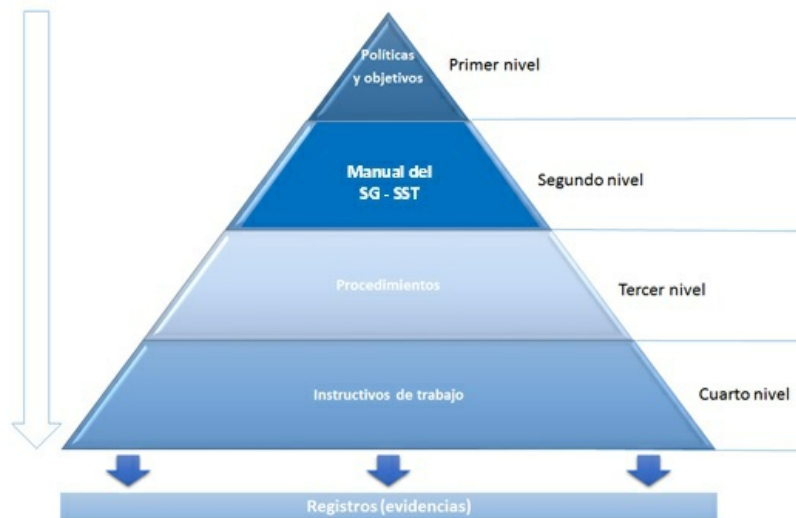 Políticas
y objetivos
Primer nivel
Manual del
SG - SST
Segundo nivel
Procedimientos
Tercer nivel
Instructivos de trabajo
Cuarto nivel
Registros (evidencias)